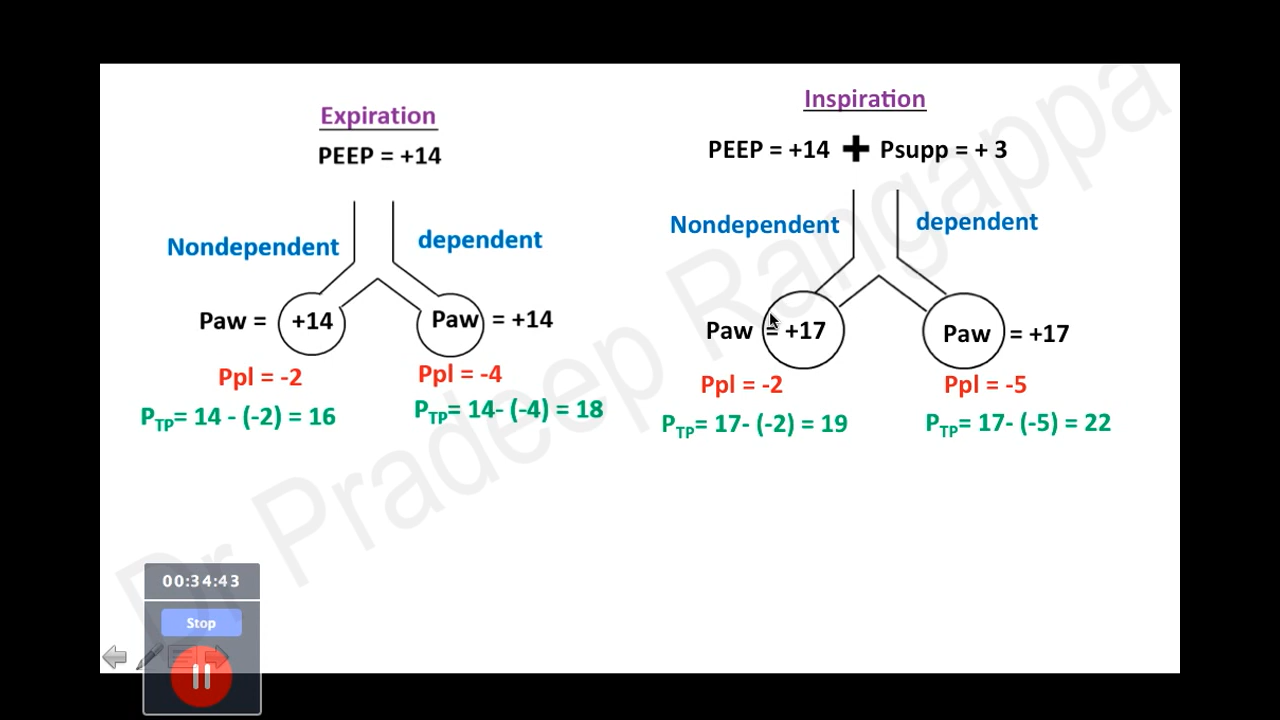 Expiration
PEEP = +14
Nondependent
dependent
Paw = +14
Paw = +14
Ppl = -2
Ppl = -4
PTP= 14 - (-2) = 16
PTP= 14- (-4) = 18
Inspiration
PEEP = +14 + Psupp = + 3
Nondependent
dependent
Paw = +17
Paw = +17
Ppl = -2
Ppl = -5
PTP= 17- (-2) = 19
PTP= 17- (-5) = 22
Dr Pradeep Rangappa
00:34:43
Stop